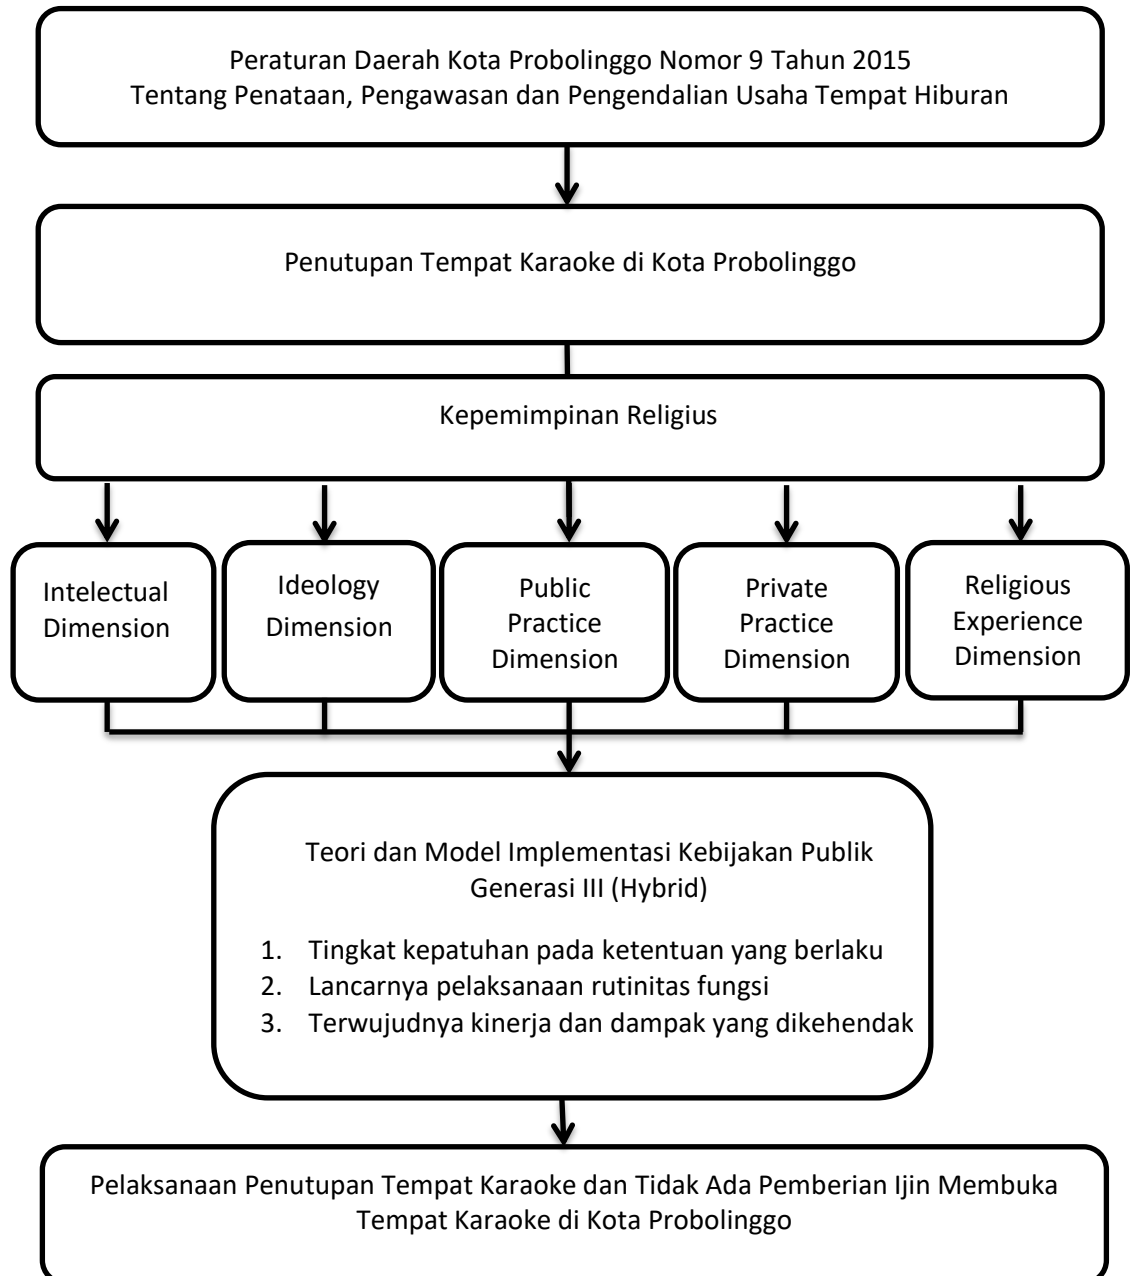 Peraturan Daerah Kota Probolinggo Nomor 9 Tahun 2015
Tentang Penataan, Pengawasan dan Pengendalian Usaha Tempat Hiburan
Penutupan Tempat Karaoke di Kota Probolinggo
Kepemimpinan Religius
Intelectual
Dimension
Ideology
Dimension
Public
Practice
Dimension
Private
Practice
Dimension
Religious
Experience
Dimension
Teori dan Model Implementasi Kebijakan Publik
Generasi III (Hybrid)
1. Tingkat kepatuhan pada ketentuan yang berlaku
2. Lancarnya pelaksanaan rutinitas fungsi
3. Terwujudnya kinerja dan dampak yang dikehendak
Pelaksanaan Penutupan Tempat Karaoke dan Tidak Ada Pemberian Ijin Membuka
Tempat Karaoke di Kota Probolinggo